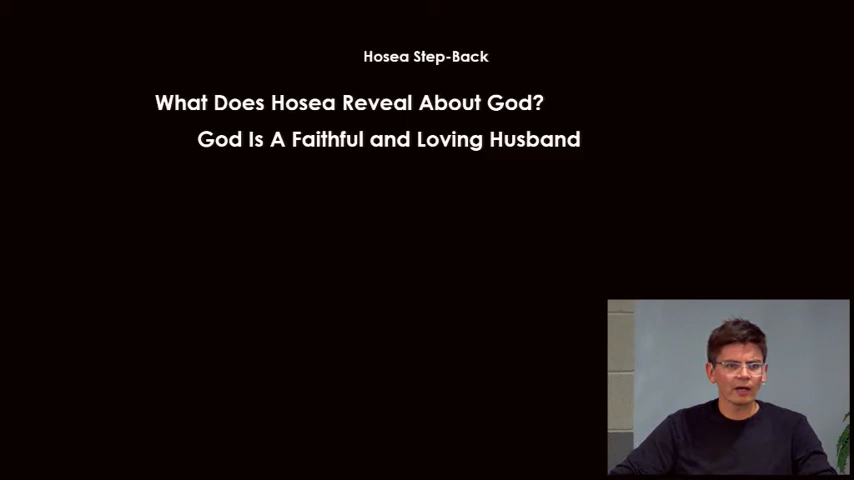 Hosea Step-Back
What Does Hosea Reveal About God?
God Is A Faithful and Loving Husband